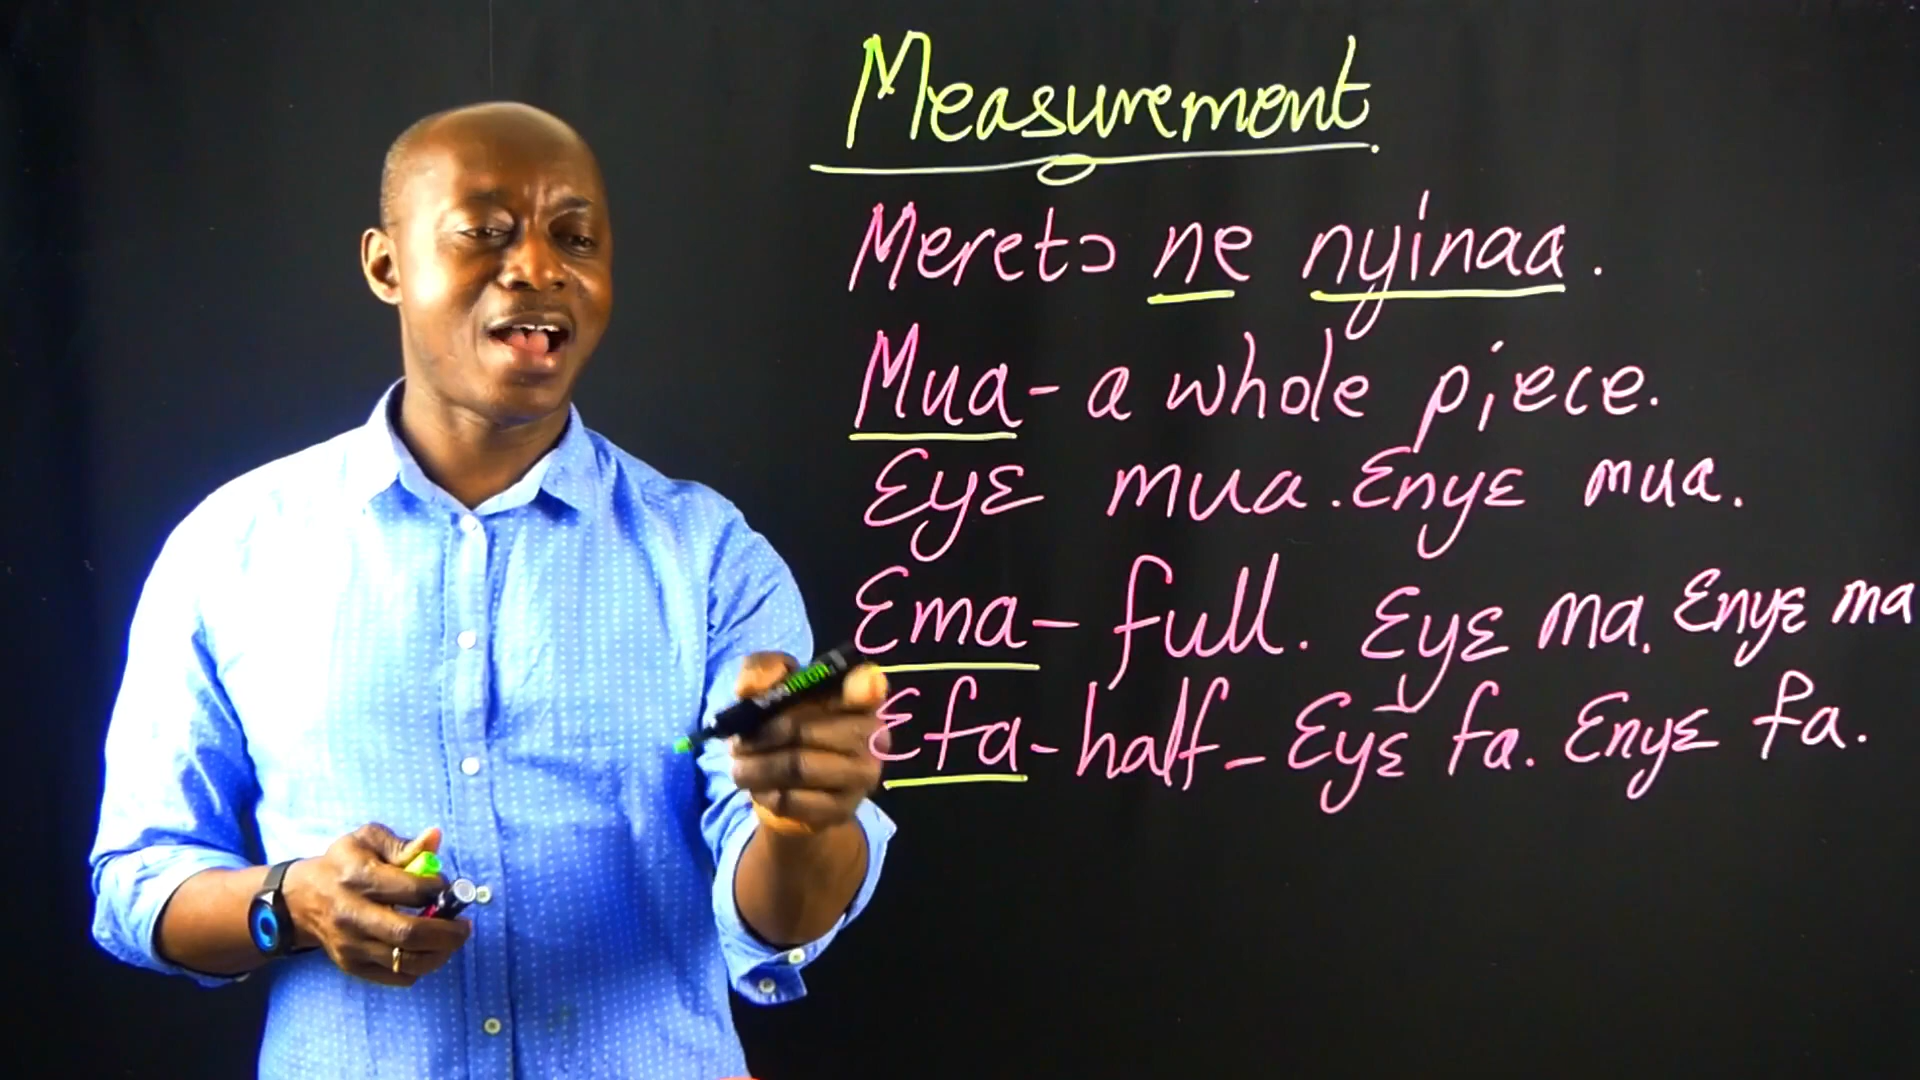 Measurement.
Meretɔ ne nyinaa.
Mua - a whole piece.
Ɛyɛ mua. Ɛnyɛ mua.
Ɛma - full. Ɛyɛ ma. Ɛnyɛ ma
Ɛfa - half - Ɛyɛ fa. Ɛnyɛ fa.